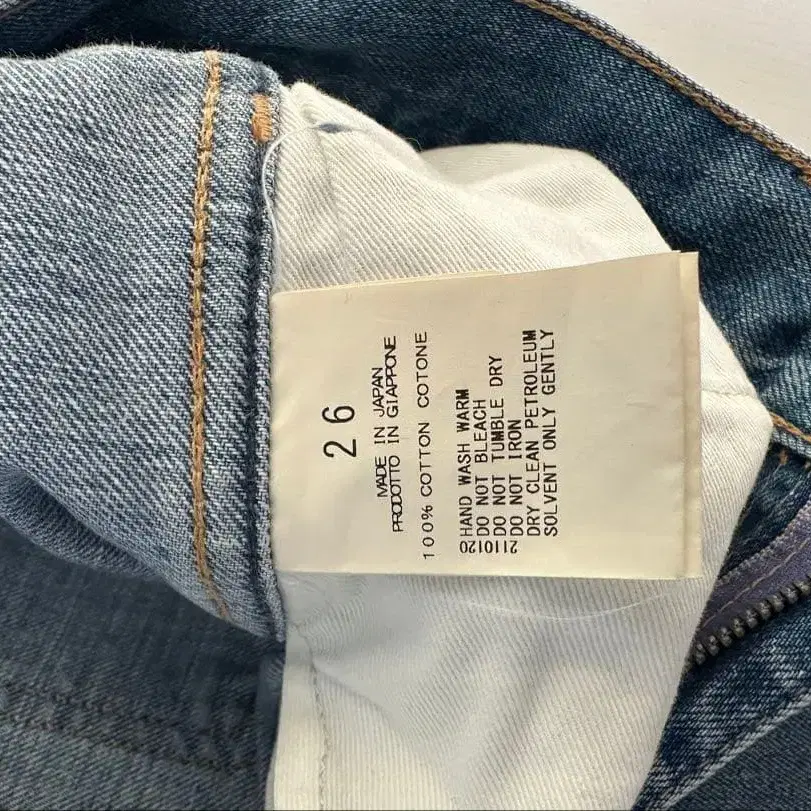 26
MADE IN JAPAN
PRODOTTO IN GIAPPONE
100% COTTON COTONE
HAND WASH WARM
DO NOT BLEACH
DO NOT TUMBLE DRY
DO NOT IRON
DRY CLEAN PETROLEUM
SOLVENT ONLY GENTLY